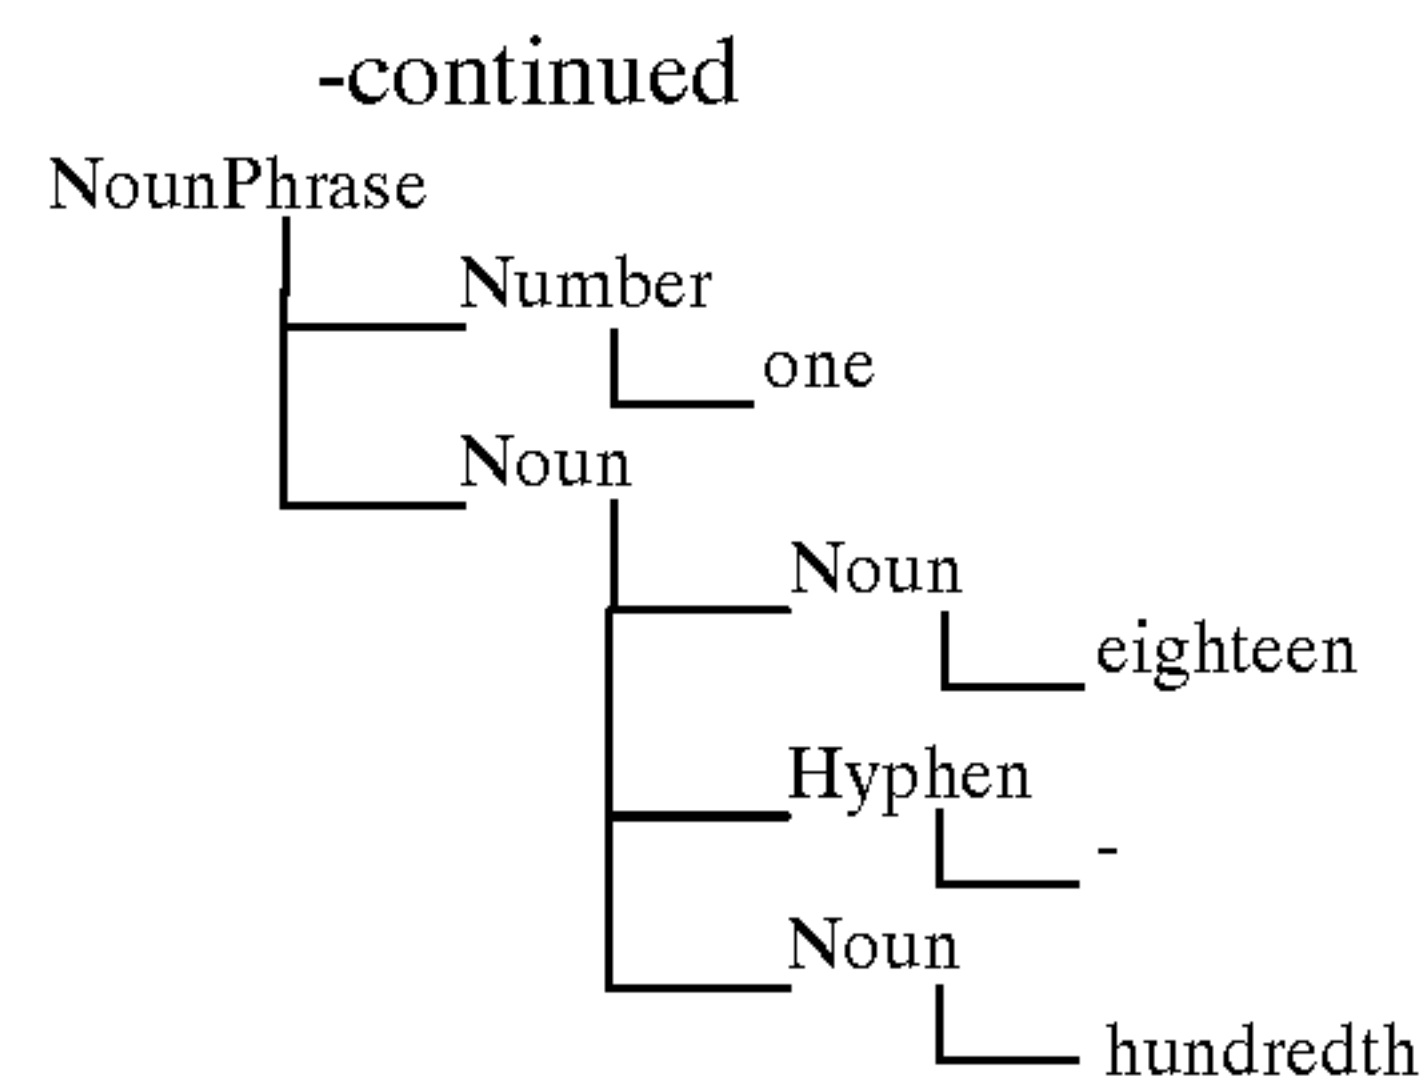 -continued
NounPhrase
Number
one
Noun
Noun
eighteen
Hyphen
-
Noun
hundredth